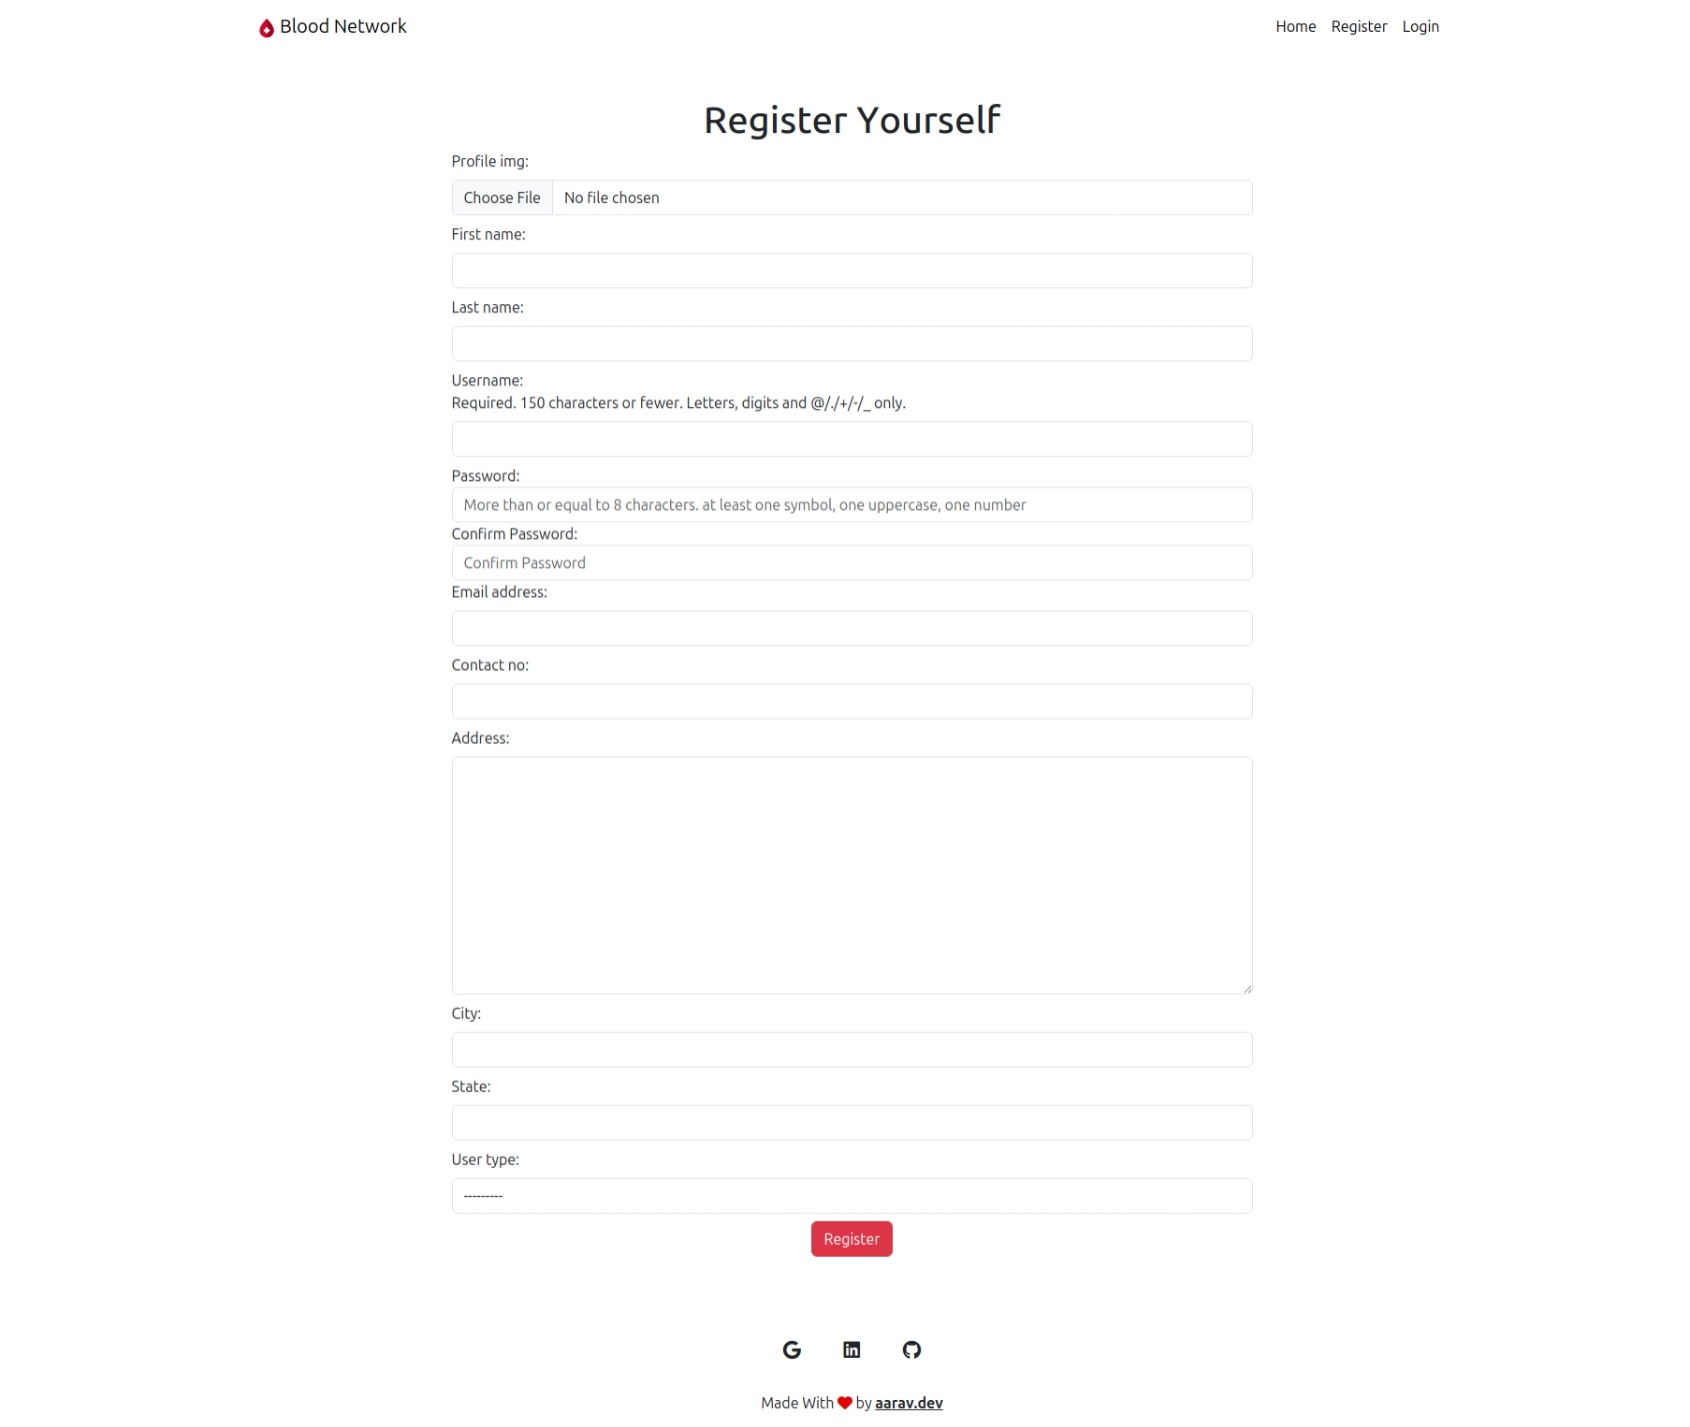 Blood Network
Home Register Login
Register Yourself
Profile img:
Choose File No file chosen
First name:
Last name:
Username:
Required. 150 characters or fewer. Letters, digits and @/./+/-/_ only.
Password:
More than or equal to 8 characters. at least one symbol, one uppercase, one number
Confirm Password:
Confirm Password
Email address:
Contact no:
Address:
City:
State:
User type:
---------
Register
Made With ❤ by aarav.dev